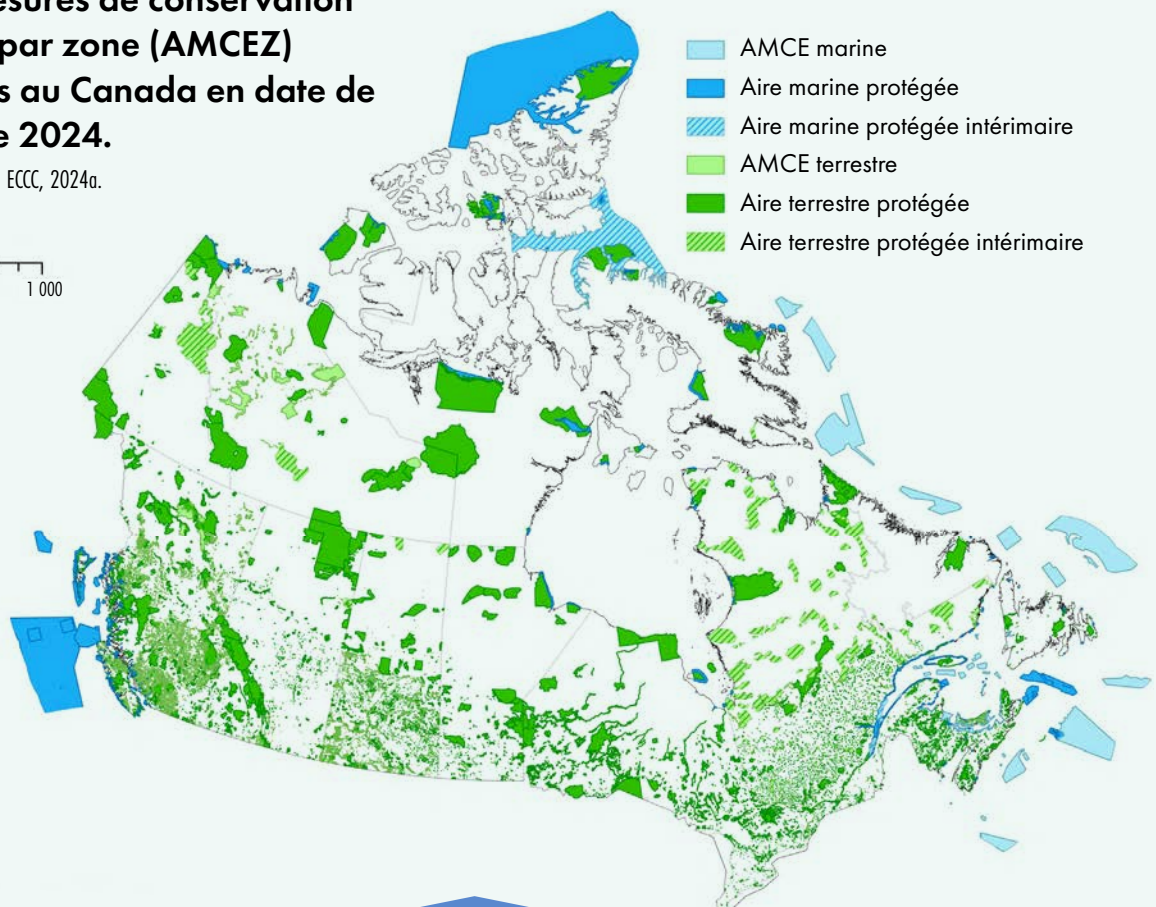 de conservation
par zone (AMCEZ)
au Canada en date de
2024.
ECCC, 2024a.
1 000
AMCE marine
Aire marine protégée
Aire marine protégée intérimaire
AMCE terrestre
Aire terrestre protégée
Aire terrestre protégée intérimaire